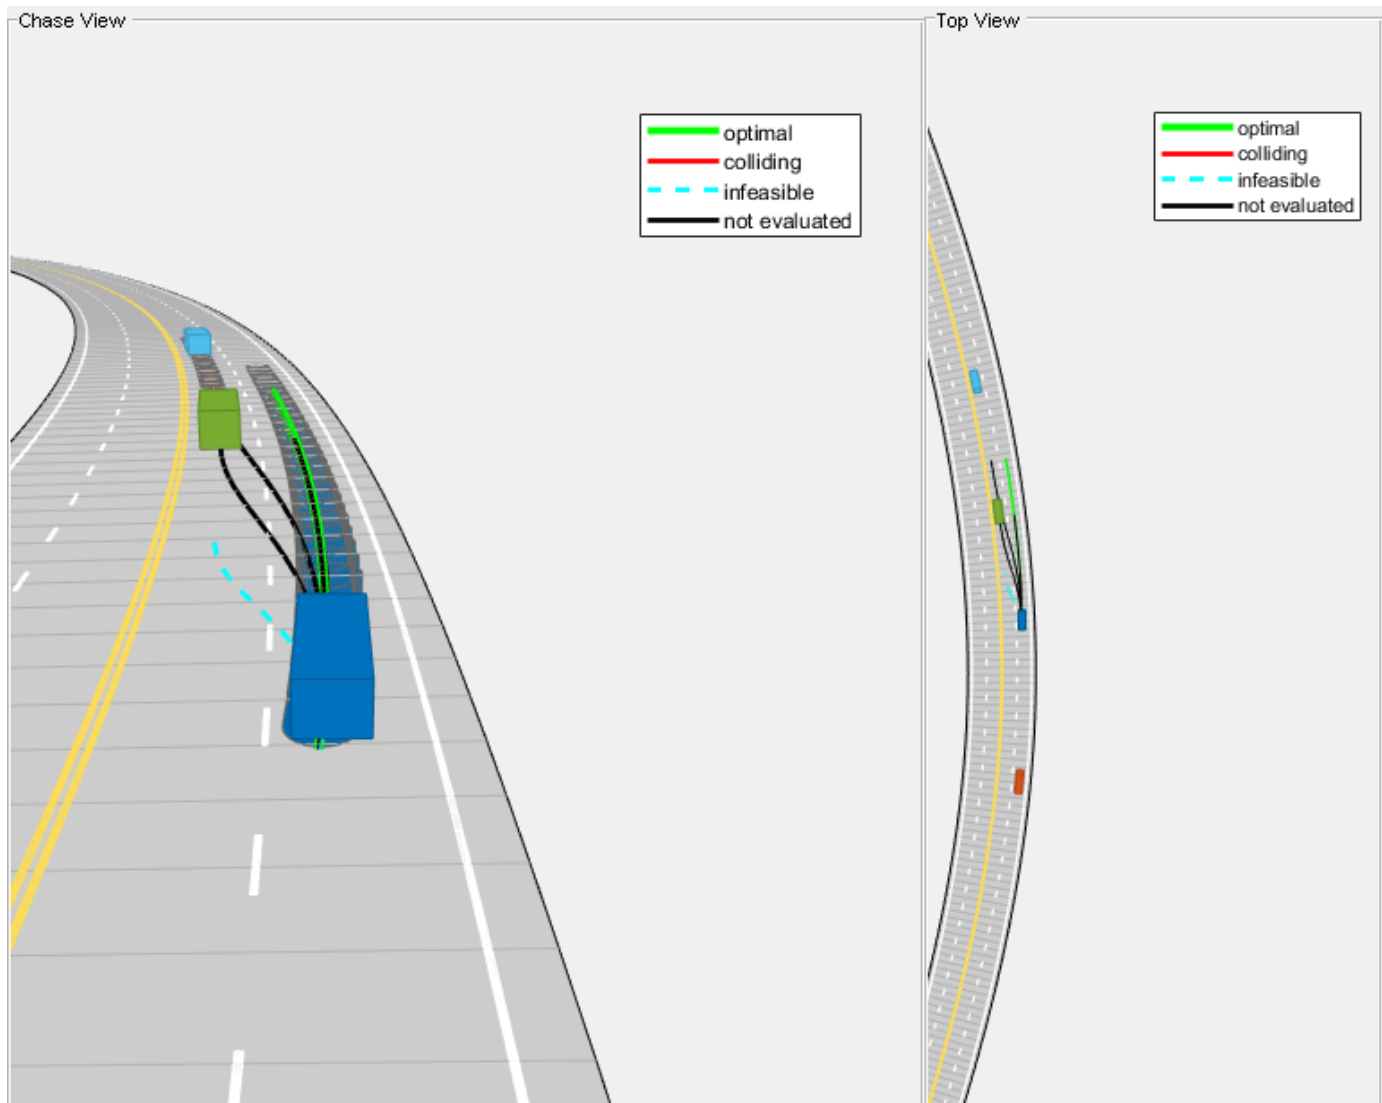 Chase View
optimal
colliding
infeasible
not evaluated
Top View
optimal
colliding
infeasible
not evaluated